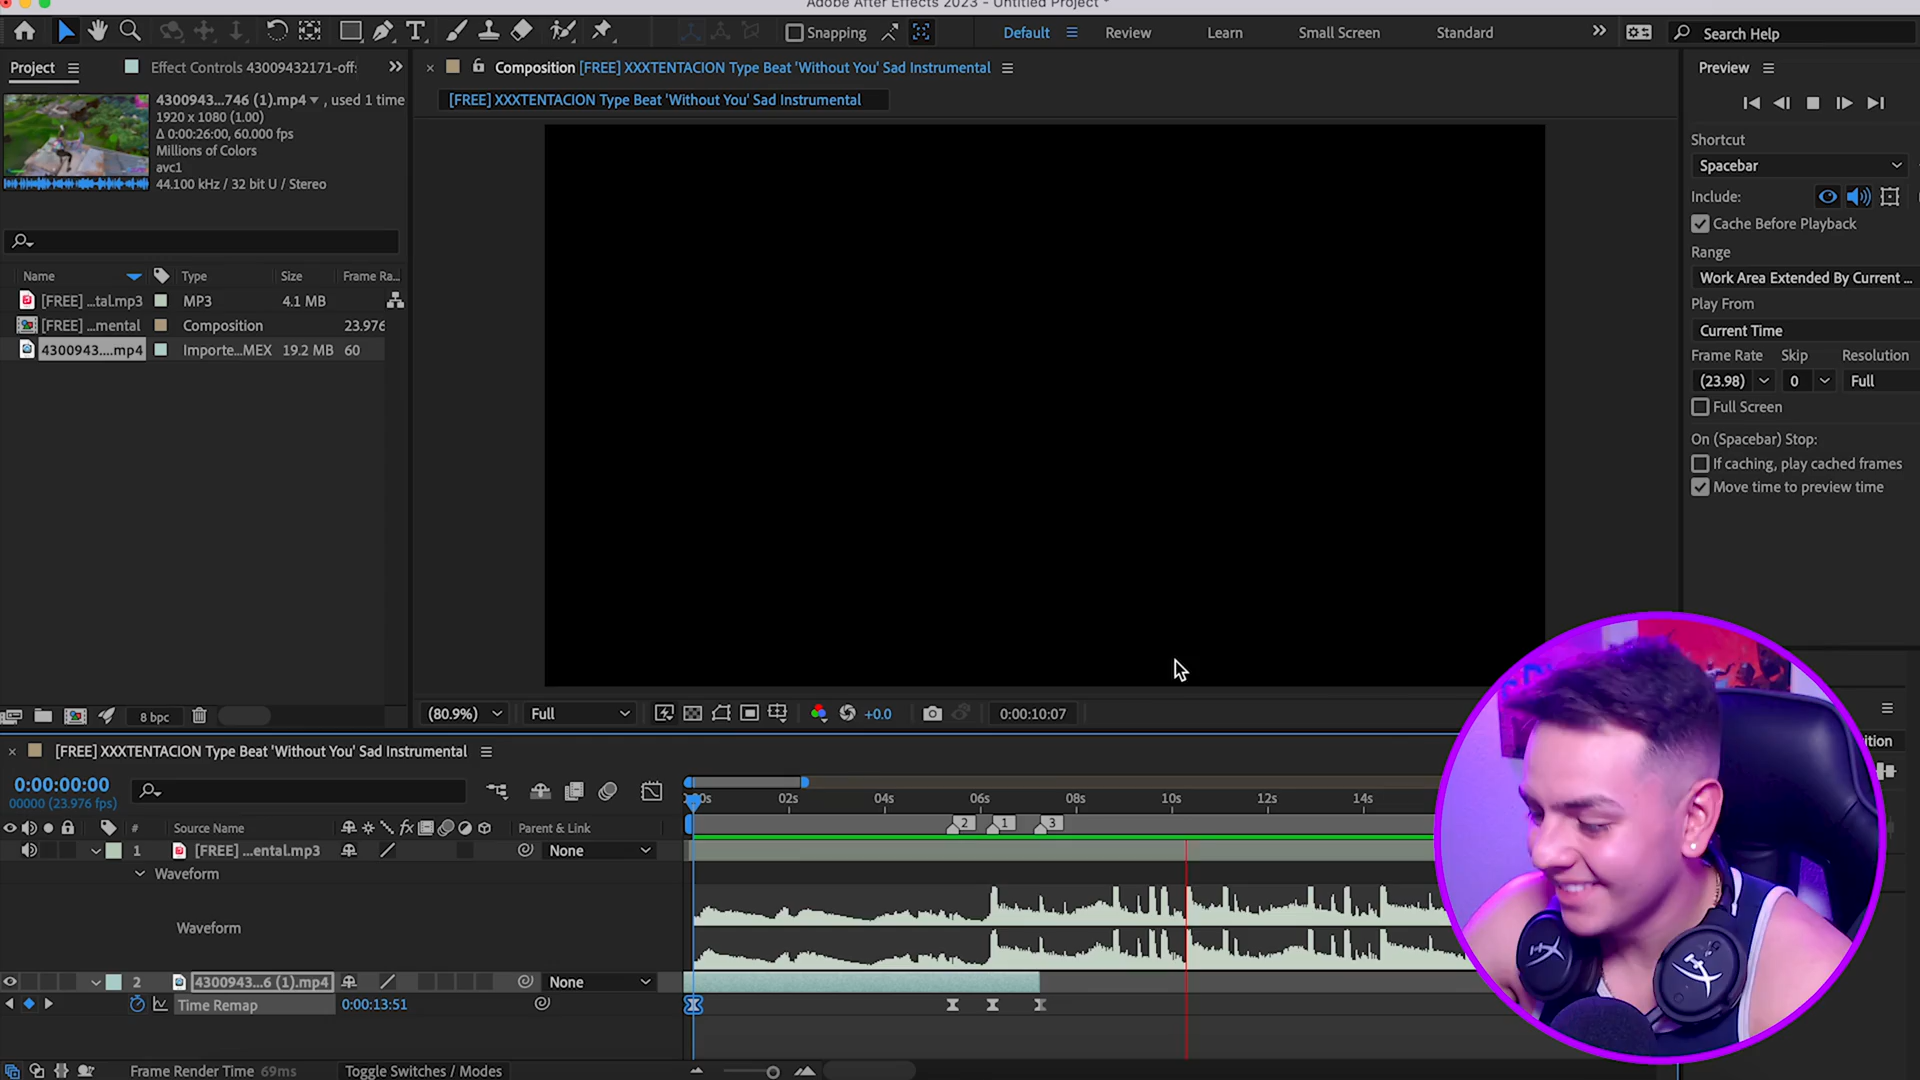 Adobe After Effects 2023 - Untitled Project *
Snapping
Default
Review
Learn
Small Screen
Standard
Search Help
Project
Effect Controls 43009432171-off
Composition [FREE] XXXTENTACION Type Beat 'Without You' Sad Instrumental
Preview
[FREE] XXXTENTACION Type Beat 'Without You' Sad Instrumental
4300943...746 (1).mp4, used 1 time
1920 x 1080 (1.00)
Δ 0:00:26:00, 60.000 fps
Millions of Colors
avc1
44.100 kHz / 32 bit U / Stereo
Shortcut
Spacebar
Include:
Cache Before Playback
Range
Work Area Extended By Current ...
Play From
Current Time
Frame Rate Skip Resolution
(23.98) 0 Full
Full Screen
On (Spacebar) Stop:
If caching, play cached frames
Move time to preview time
Name Type Size Frame Ra...
[FREE] ...tal.mp3 MP3 4.1 MB
[FREE] ...mental Composition 23.976
4300943....mp4 Importe...MEX 19.2 MB 60
8 bpc
(80.9%) Full +0.0 0:00:10:07
[FREE] XXXTENTACION Type Beat 'Without You' Sad Instrumental
0:00:00:00
00000 (23.976 fps)
02s 04s 06s 08s 10s 12s 14s
2 1 3
# Source Name fx Parent & Link
1 [FREE] ...ental.mp3 None
Waveform
Waveform
2 4300943...6 (1).mp4 None
Time Remap 0:00:13:51
Frame Render Time 69ms Toggle Switches / Modes